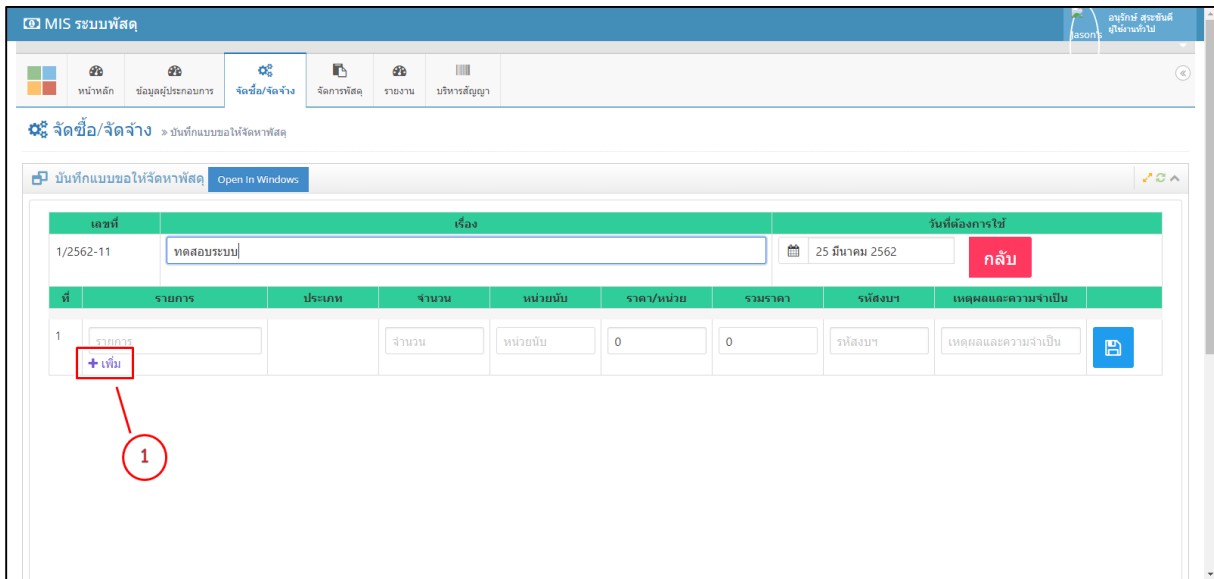 MIS ระบบพัสดุ
อนุรักษ์ สุระขันตี
ผู้ใช้งานทั่วไป
Jason's
หน้าหลัก ข้อมูลผู้ประกอบการ จัดซื้อ/จัดจ้าง จัดการพัสดุ รายงาน บริหารสัญญา
จัดซื้อ/จัดจ้าง » บันทึกแบบขอให้จัดหาพัสดุ
บันทึกแบบขอให้จัดหาพัสดุ Open In Windows
เลขที่ เรื่อง วันที่ต้องการใช้
1/2562-11 ทดสอบระบบ 25 มีนาคม 2562 กลับ
ที่ รายการ ประเภท จำนวน หน่วยนับ ราคา/หน่วย รวมราคา รหัสงบฯ เหตุผลและความจำเป็น
1 รายการ จำนวน หน่วยนับ 0 0 รหัสงบฯ เหตุผลและความจำเป็น
+ เพิ่ม
1